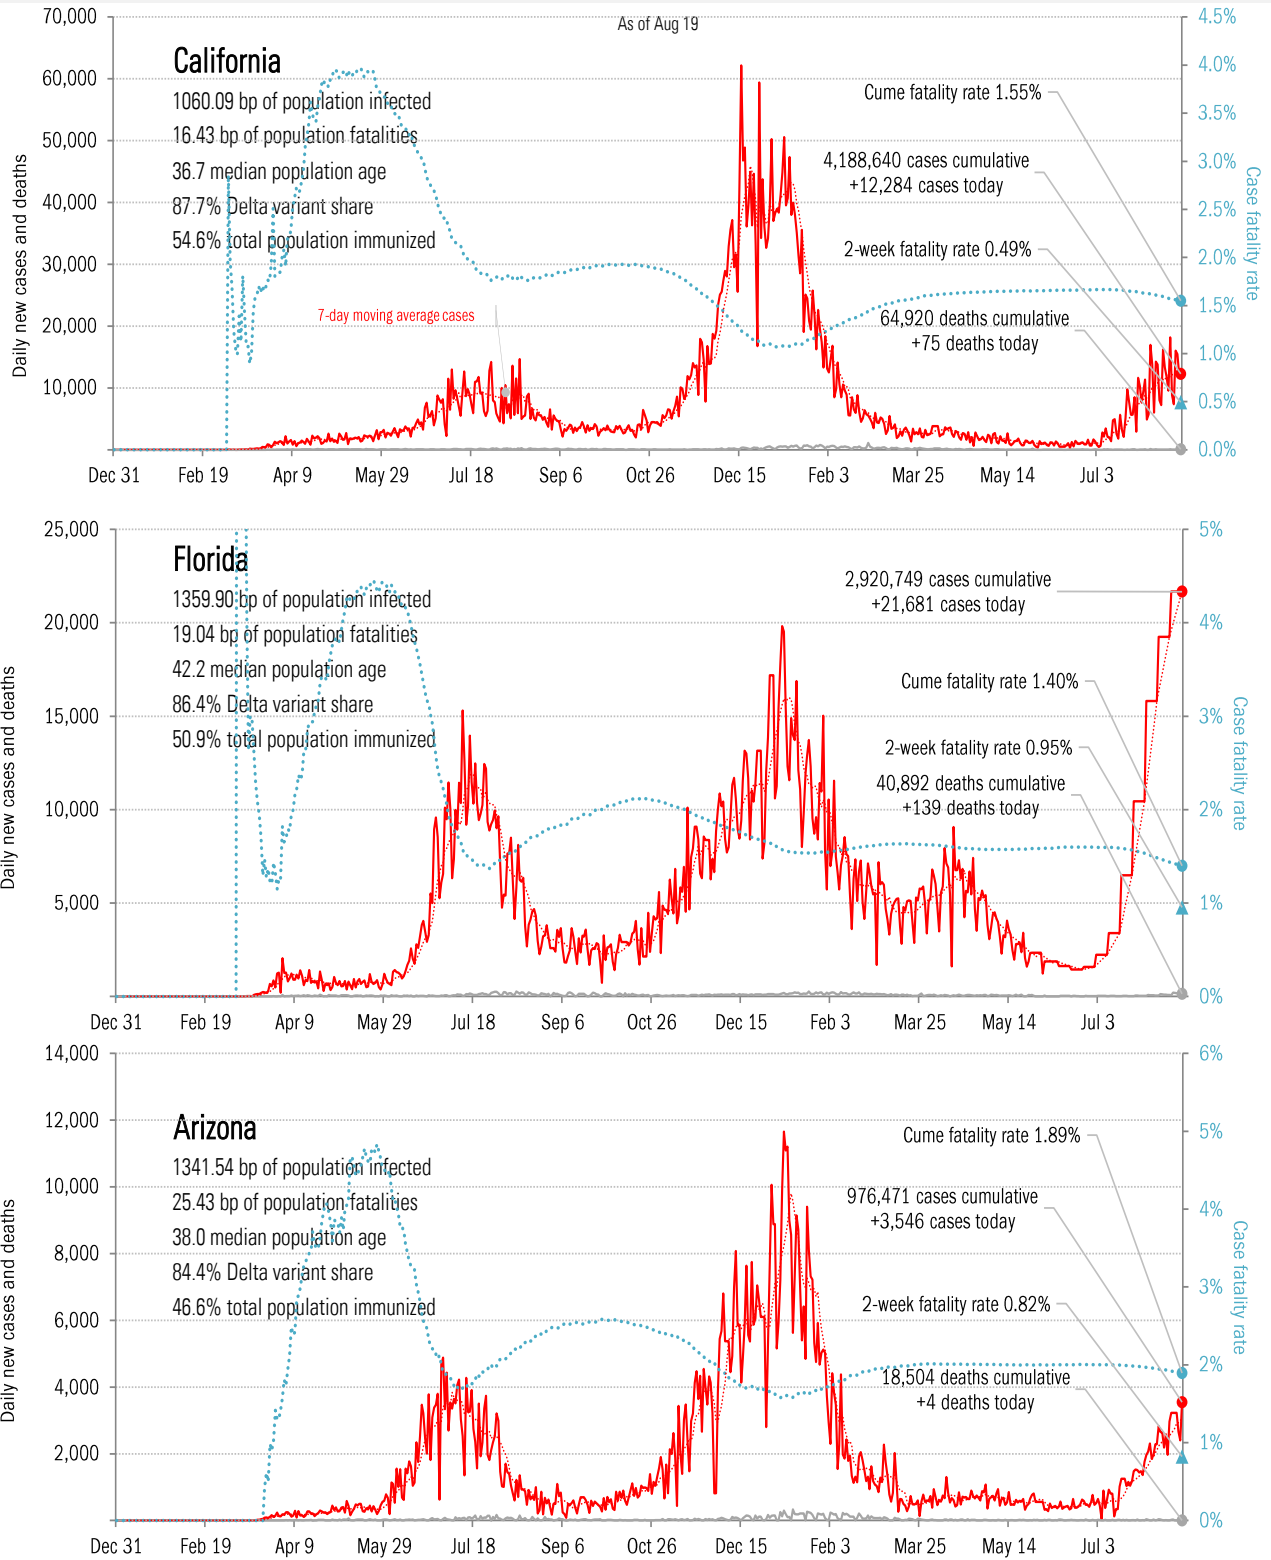 As of Aug 19
California
1060.09 bp of population infected
16.43 bp of population fatalities
36.7 median population age
87.7% Delta variant share
54.6% total population immunized
7-day moving average cases
Cume fatality rate 1.55%
4,188,640 cases cumulative
+12,284 cases today
2-week fatality rate 0.49%
64,920 deaths cumulative
+75 deaths today
Daily new cases and deaths
70,000
60,000
50,000
40,000
30,000
20,000
10,000
-
4.5%
4.0%
3.5%
3.0%
2.5%
2.0%
1.5%
1.0%
0.5%
0.0%
Case fatality rate
Dec 31 Feb 19 Apr 9 May 29 Jul 18 Sep 6 Oct 26 Dec 15 Feb 3 Mar 25 May 14 Jul 3
Florida
1359.90 bp of population infected
19.04 bp of population fatalities
42.2 median population age
86.4% Delta variant share
50.9% total population immunized
2,920,749 cases cumulative
+21,681 cases today
Cume fatality rate 1.40%
2-week fatality rate 0.95%
40,892 deaths cumulative
+139 deaths today
Daily new cases and deaths
25,000
20,000
15,000
10,000
5,000
-
5%
4%
3%
2%
1%
0%
Case fatality rate
Dec 31 Feb 19 Apr 9 May 29 Jul 18 Sep 6 Oct 26 Dec 15 Feb 3 Mar 25 May 14 Jul 3
Arizona
1341.54 bp of population infected
25.43 bp of population fatalities
38.0 median population age
84.4% Delta variant share
46.6% total population immunized
Cume fatality rate 1.89%
976,471 cases cumulative
+3,546 cases today
2-week fatality rate 0.82%
18,504 deaths cumulative
+4 deaths today
Daily new cases and deaths
14,000
12,000
10,000
8,000
6,000
4,000
2,000
-
6%
5%
4%
3%
2%
1%
0%
Case fatality rate
Dec 31 Feb 19 Apr 9 May 29 Jul 18 Sep 6 Oct 26 Dec 15 Feb 3 Mar 25 May 14 Jul 3